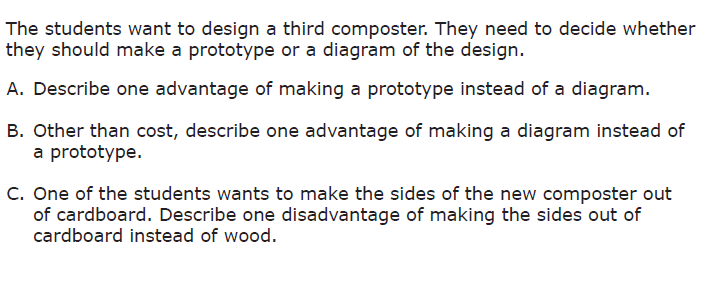 The students want to design a third composter. They need to decide whether
they should make a prototype or a diagram of the design.
A. Describe one advantage of making a prototype instead of a diagram.
B. Other than cost, describe one advantage of making a diagram instead of
a prototype.
C. One of the students wants to make the sides of the new composter out
of cardboard. Describe one disadvantage of making the sides out of
cardboard instead of wood.